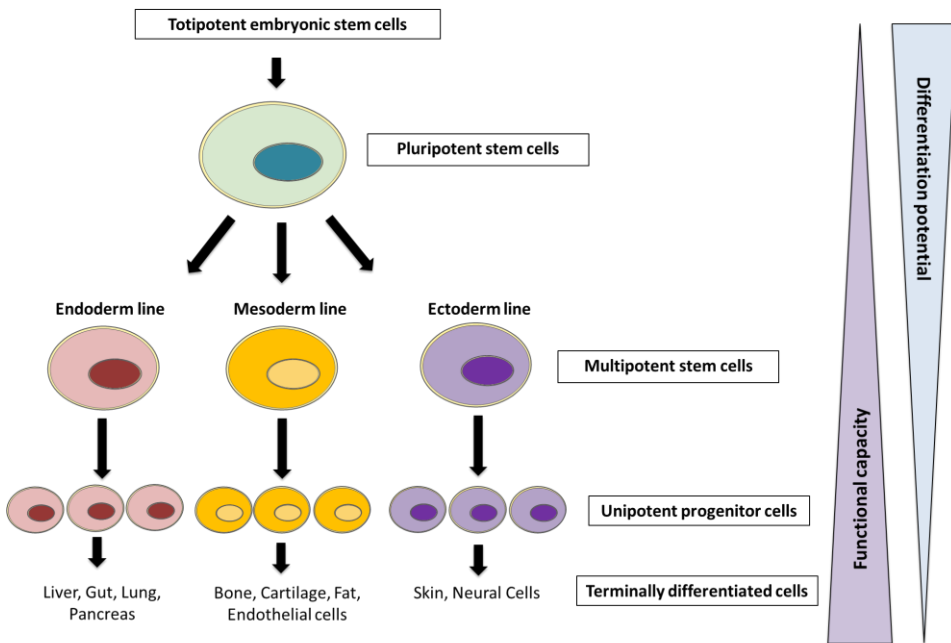 Totipotent embryonic stem cells
Pluripotent stem cells
Endoderm line
Mesoderm line
Ectoderm line
Multipotent stem cells
Unipotent progenitor cells
Liver, Gut, Lung,
Pancreas
Bone, Cartilage, Fat,
Endothelial cells
Skin, Neural Cells
Terminally differentiated cells
Functional capacity
Differentiation potential